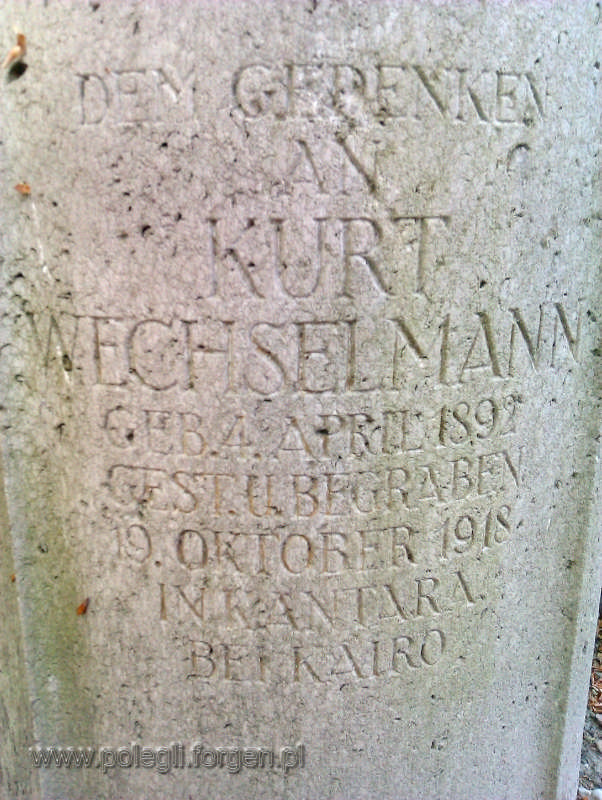 DEM GEDENKEN
AN
KURT
WECHSELMANN
GEB. 4. APRIL 1892
GEST. U. BEGRABEN
19. OKTOBER 1918
IN KANTARA
BEI KAIRO
www.polegli.forgen.pl